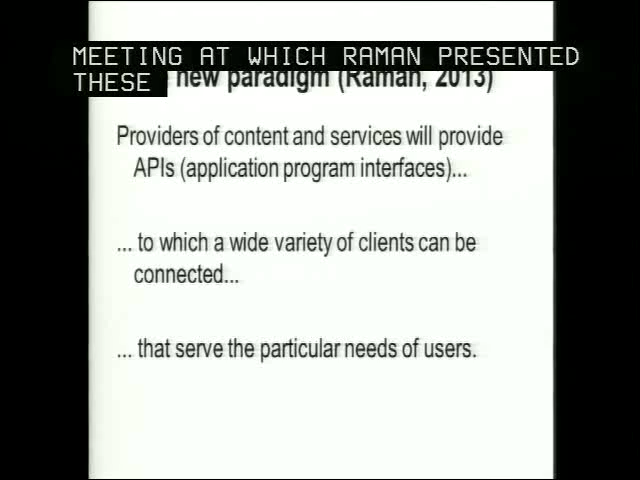 MEETING AT WHICH RAMAN PRESENTED
THESE
new paradigm (Raman, 2013)
Providers of content and services will provide
APIs (application program interfaces)...
... to which a wide variety of clients can be
connected...
... that serve the particular needs of users.